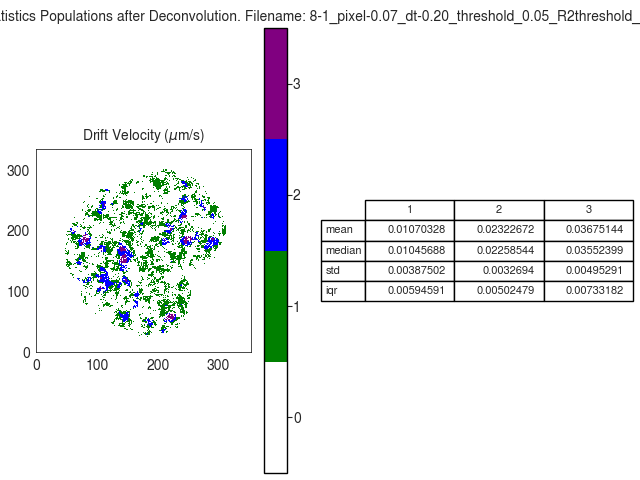 tistics Populations after Deconvolution. Filename: 8-1_pixel-0.07_dt-0.20_threshold_0.05_R2threshold_
Drift Velocity (μm/s)
300
200
100
0
0 100 200 300
3
2
1
0
1 2 3
mean 0.01070328 0.02322672 0.03675144
median 0.01045688 0.02258544 0.03552399
std 0.00387502 0.0032694 0.00495291
iqr 0.00594591 0.00502479 0.00733182